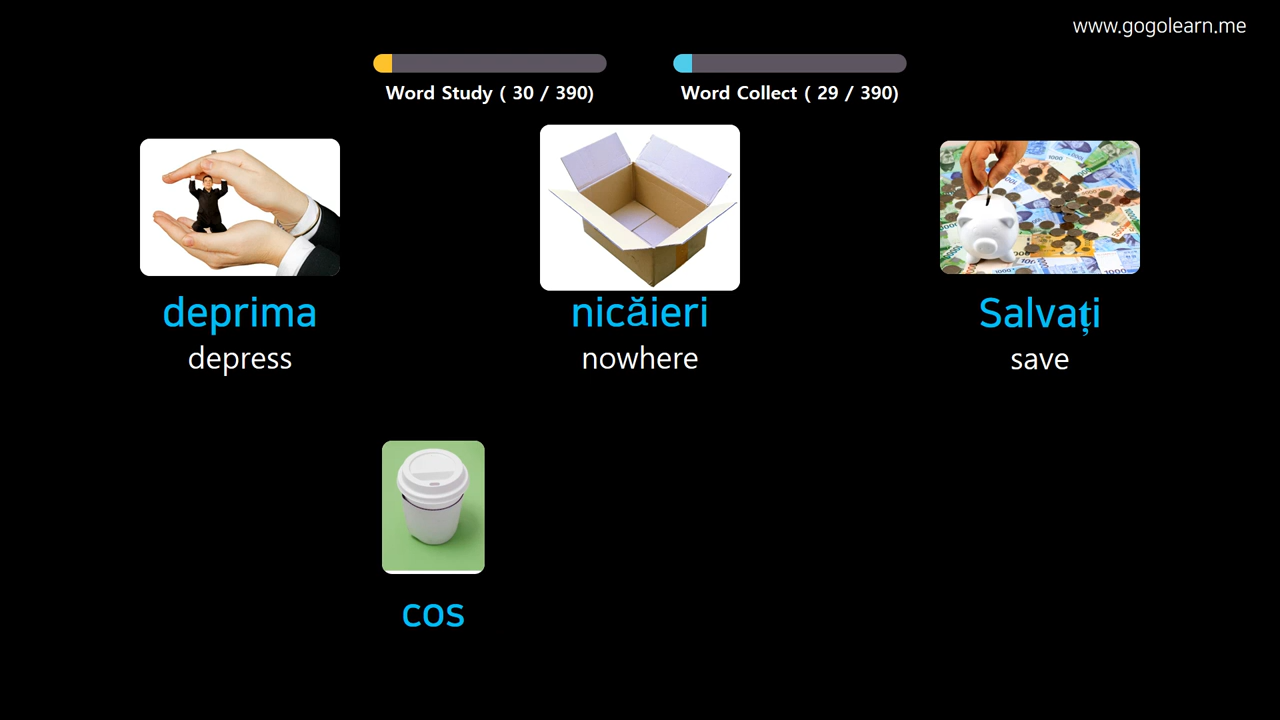 www.gogolearn.me
Word Study ( 30 / 390)
Word Collect ( 29 / 390)
deprima
depress
nicăieri
nowhere
Salvați
save
cos